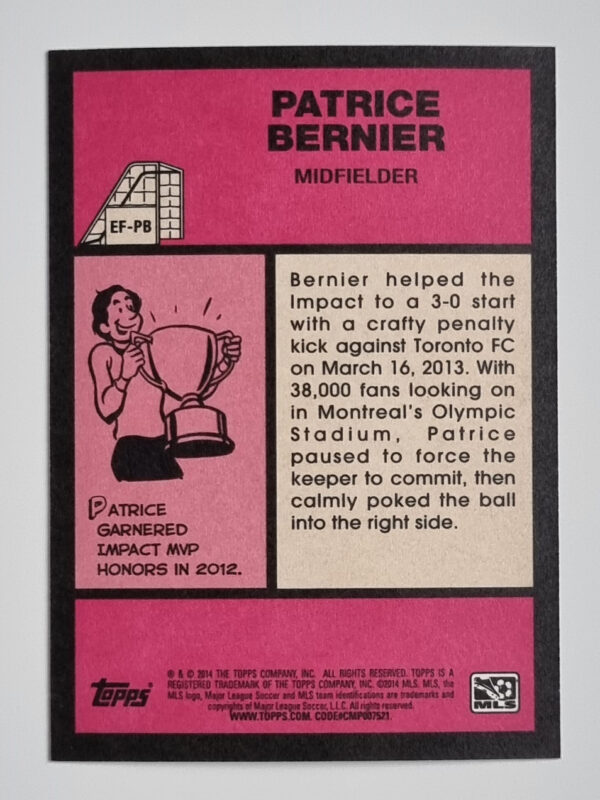 PATRICE
BERNIER
MIDFIELDER
EF-PB
Bernier helped the
Impact to a 3-0 start
with a crafty penalty
kick against Toronto FC
on March 16, 2013. With
38,000 fans looking on
in Montreal's Olympic
Stadium, Patrice
paused to force the
keeper to commit, then
calmly poked the ball
into the right side.
PATRICE
GARNERED
IMPACT MVP
HONORS IN 2012.
Topps
® & © 2014 THE TOPPS COMPANY, INC. ALL RIGHTS RESERVED. TOPPS IS A
REGISTERED TRADEMARK OF THE TOPPS COMPANY, INC. ©2014 MLS. MLS, the
MLS logo, Major League Soccer and MLS team identifications are trademarks and
copyrights of Major League Soccer, L.L.C. All rights reserved.
WWW.TOPPS.COM. CODE#CMP007521
MLS